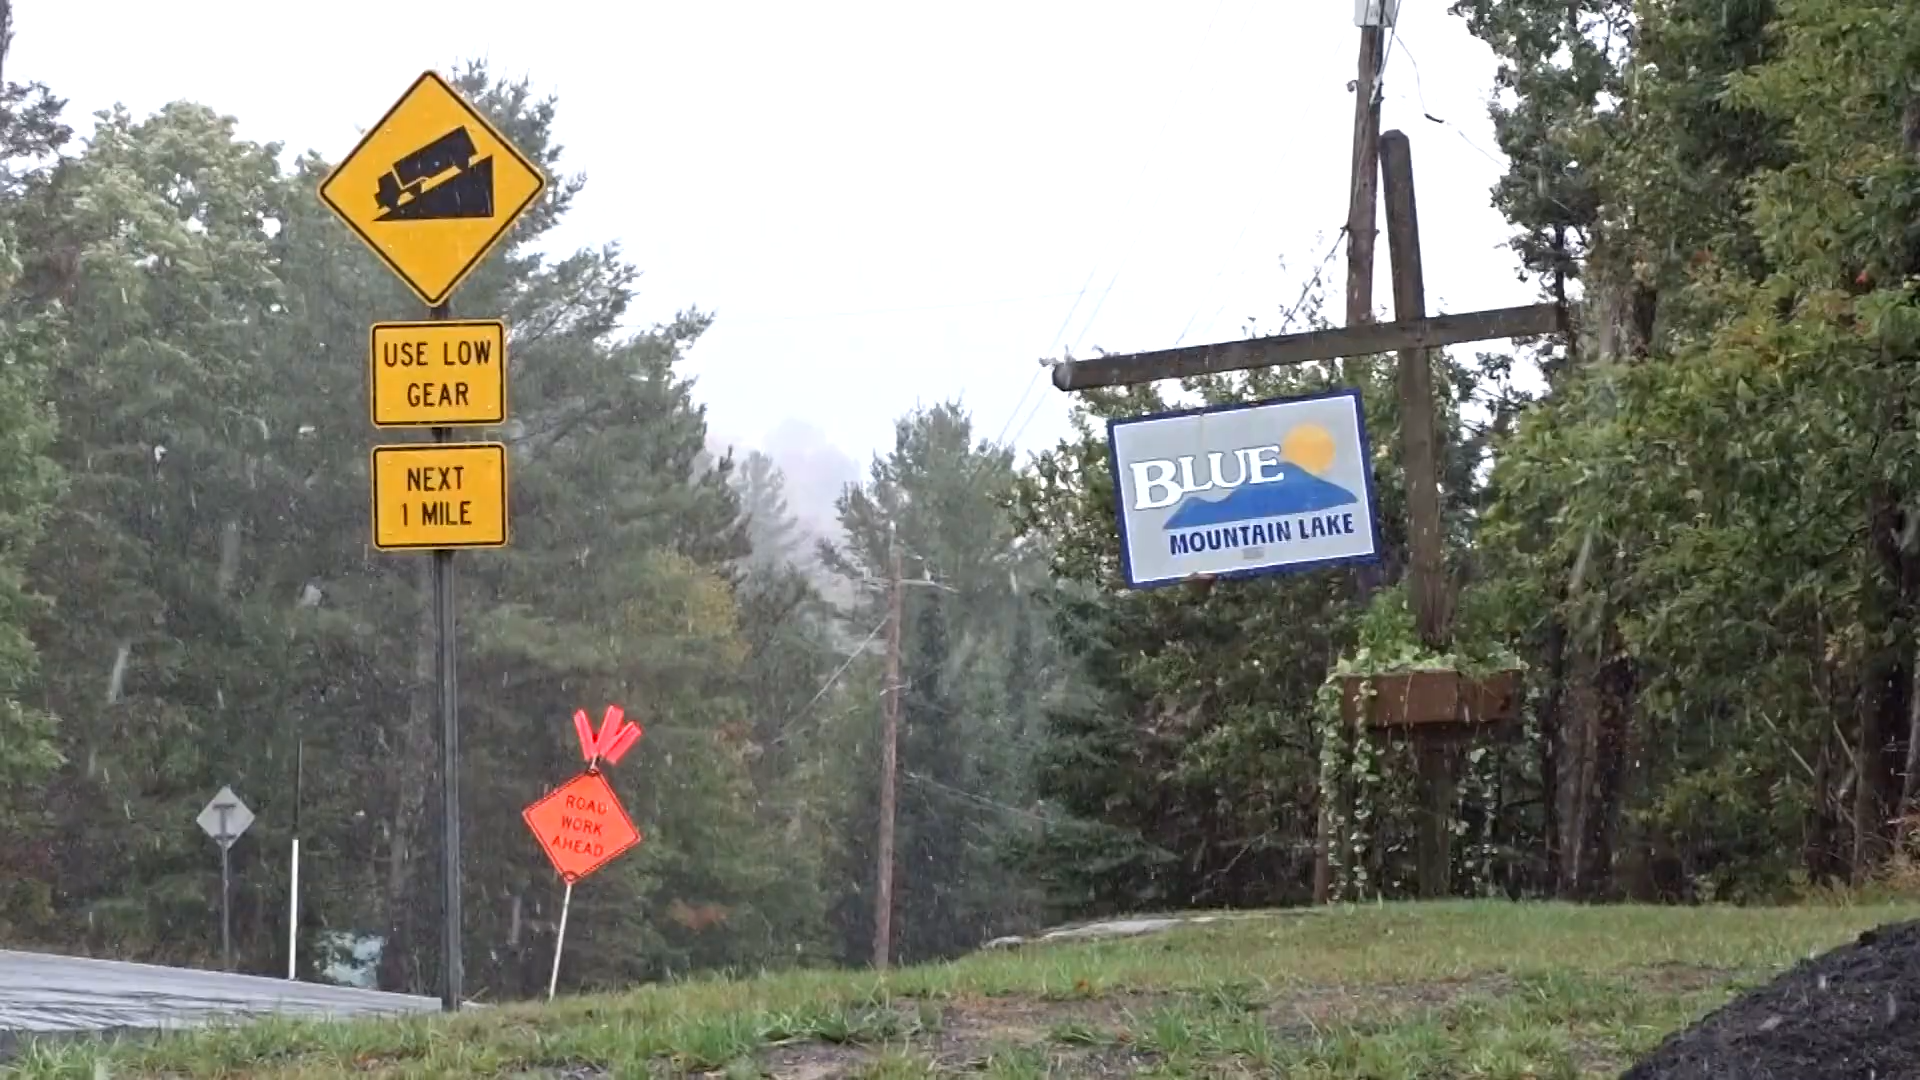 USE LOW
GEAR
NEXT
1 MILE
ROAD
WORK
AHEAD
BLUE
MOUNTAIN LAKE